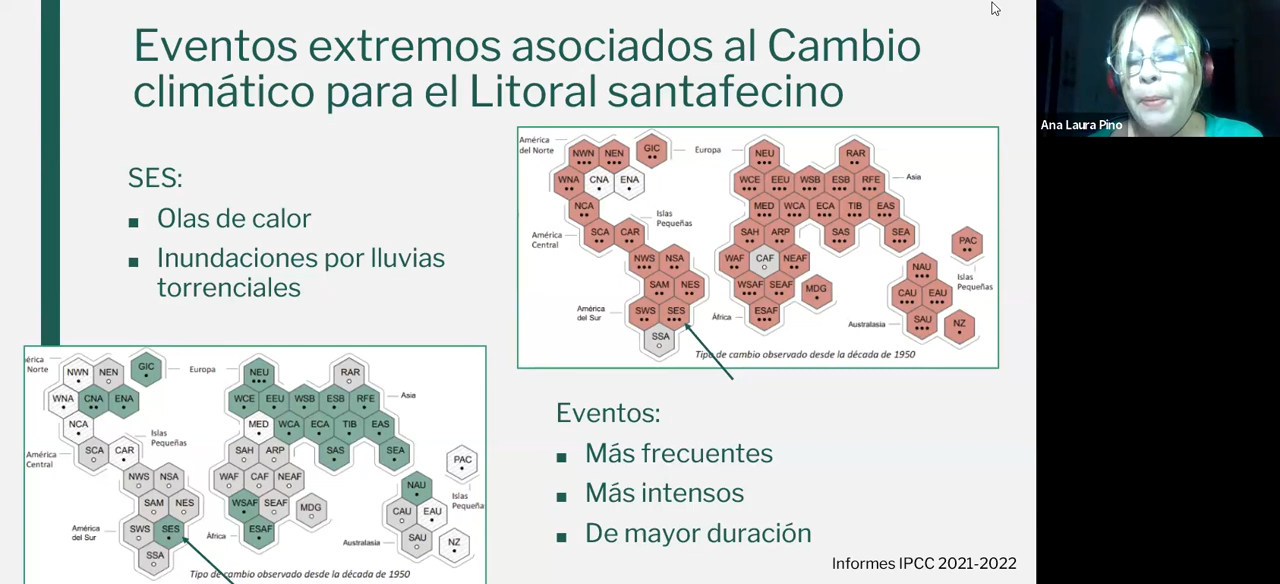 Eventos extremos asociados al Cambio
climático para el Litoral santafecino
Ana Laura Pino
SES:
Olas de calor
Inundaciones por lluvias
torrenciales
América
del Norte
GIC
Europa
NWN NEN
NEU
RAR
WNA CNA ENA
WCE EEU WSB ESB RFE
Asia
NCA
MED WCA ECA TIB EAS
Islas
Pequeñas
América
Central
SCA CAR
SAH ARP
SAS
SEA
PAC
NWS NSA
WAF CAF NEAF
NAU
Islas
Pequeñas
SAM NES
WSAF SEAF
MDG
CAU EAU
América
del Sur
SWS SES
África
ESAF
Australasia
SAU
NZ
SSA
Tipo de cambio observado desde la década de 1950
érica
Norte
NWN NEN
GIC
Europa
NEU
RAR
WNA CNA ENA
WCE EEU WSB ESB RFE
Asia
NCA
MED WCA ECA TIB EAS
Islas
Pequeñas
América
Central
SCA CAR
SAH ARP
SAS
SEA
PAC
NWS NSA
WAF CAF NEAF
NAU
Islas
Pequeña
SAM NES
WSAF SEAF
MDG
CAU EAU
América
del Sur
SWS SES
África
ESAF
Australasia
SAU
NZ
SSA
Tipo de cambio observado desde la década de 1950
Eventos:
Más frecuentes
Más intensos
De mayor duración
Informes IPCC 2021-2022